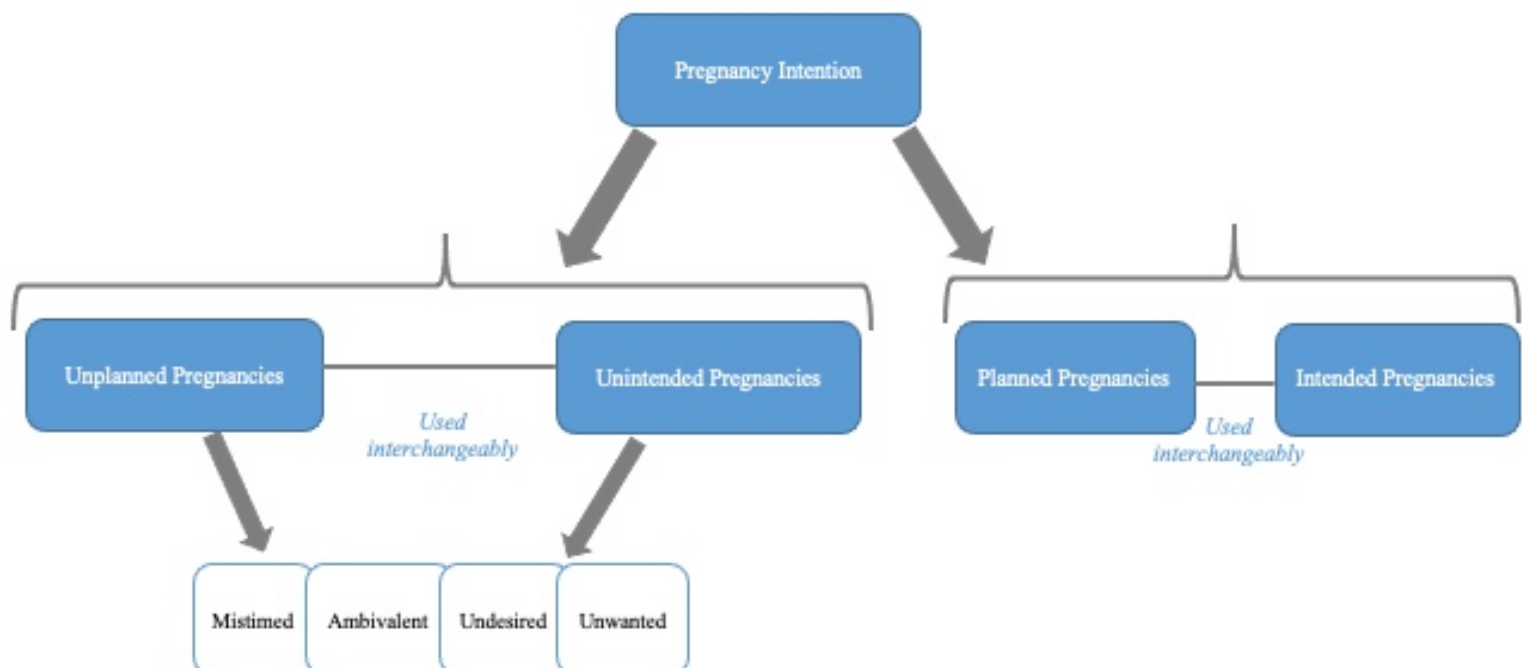 Pregnancy Intention
Unplanned Pregnancies
Unintended Pregnancies
Planned Pregnancies
Intended Pregnancies
Used
interchangeably
Used
interchangeably
Mistimed
Ambivalent
Undesired
Unwanted